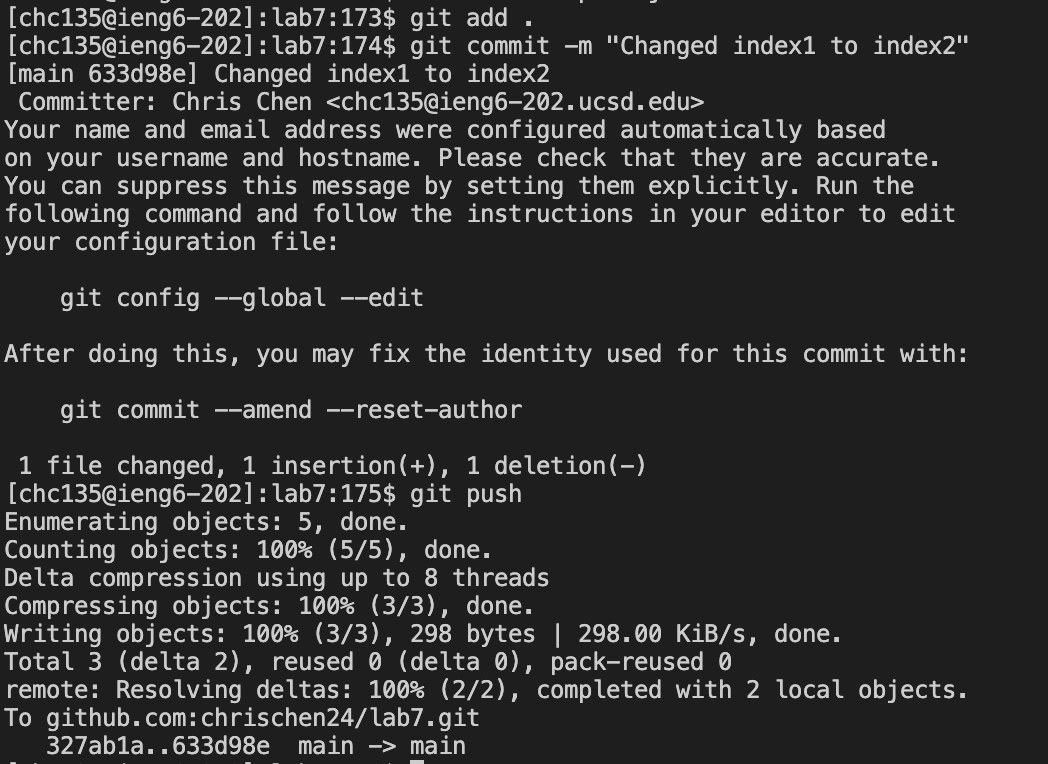 [chc135@ieng6-202]:lab7:173$ git add .
[chc135@ieng6-202]:lab7:174$ git commit -m "Changed index1 to index2"
[main 633d98e] Changed index1 to index2
 Committer: Chris Chen <chc135@ieng6-202.ucsd.edu>
Your name and email address were configured automatically based
on your username and hostname. Please check that they are accurate.
You can suppress this message by setting them explicitly. Run the
following command and follow the instructions in your editor to edit
your configuration file:

    git config --global --edit

After doing this, you may fix the identity used for this commit with:

    git commit --amend --reset-author

 1 file changed, 1 insertion(+), 1 deletion(-)
[chc135@ieng6-202]:lab7:175$ git push
Enumerating objects: 5, done.
Counting objects: 100% (5/5), done.
Delta compression using up to 8 threads
Compressing objects: 100% (3/3), done.
Writing objects: 100% (3/3), 298 bytes | 298.00 KiB/s, done.
Total 3 (delta 2), reused 0 (delta 0), pack-reused 0
remote: Resolving deltas: 100% (2/2), completed with 2 local objects.
To github.com:chrischen24/lab7.git
   327ab1a..633d98e  main -> main